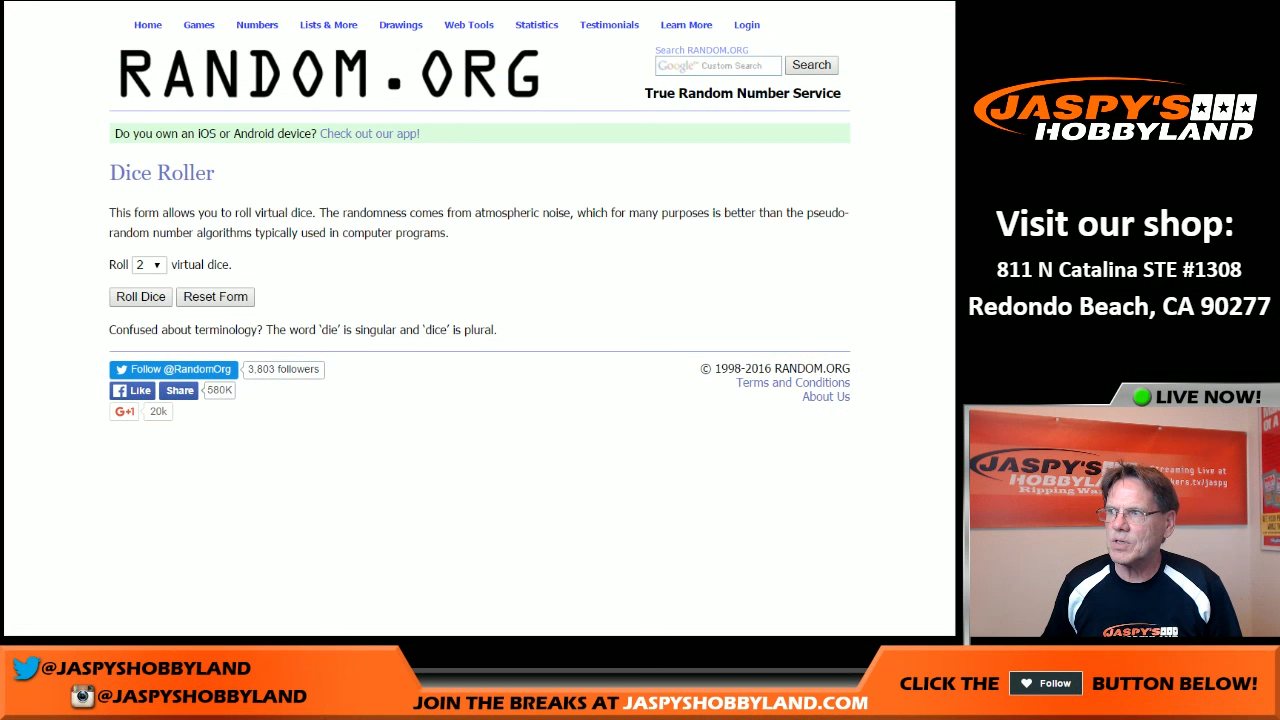 Home Games Numbers Lists & More Drawings Web Tools Statistics Testimonials Learn More Login
RANDOM.ORG
Search RANDOM.ORG
Google™ Custom Search Search
True Random Number Service
Do you own an iOS or Android device? Check out our app!
Dice Roller
This form allows you to roll virtual dice. The randomness comes from atmospheric noise, which for many purposes is better than the pseudo-
random number algorithms typically used in computer programs.
Roll 2 virtual dice.
Roll Dice Reset Form
Confused about terminology? The word ‘die’ is singular and ‘dice’ is plural.
Follow @RandomOrg 3,803 followers
Like Share 580K
G+1 20k
© 1998-2016 RANDOM.ORG
Terms and Conditions
About Us
JASPY'S
HOBBYLAND
Visit our shop:
811 N Catalina STE #1308
Redondo Beach, CA 90277
LIVE NOW!
JASPY'S
Streaming Live at
Ripping
JASPY'S
@JASPYSHOBBYLAND
@JASPYSHOBBYLAND
JOIN THE BREAKS AT JASPYSHOBBYLAND.COM
CLICK THE Follow BUTTON BELOW!